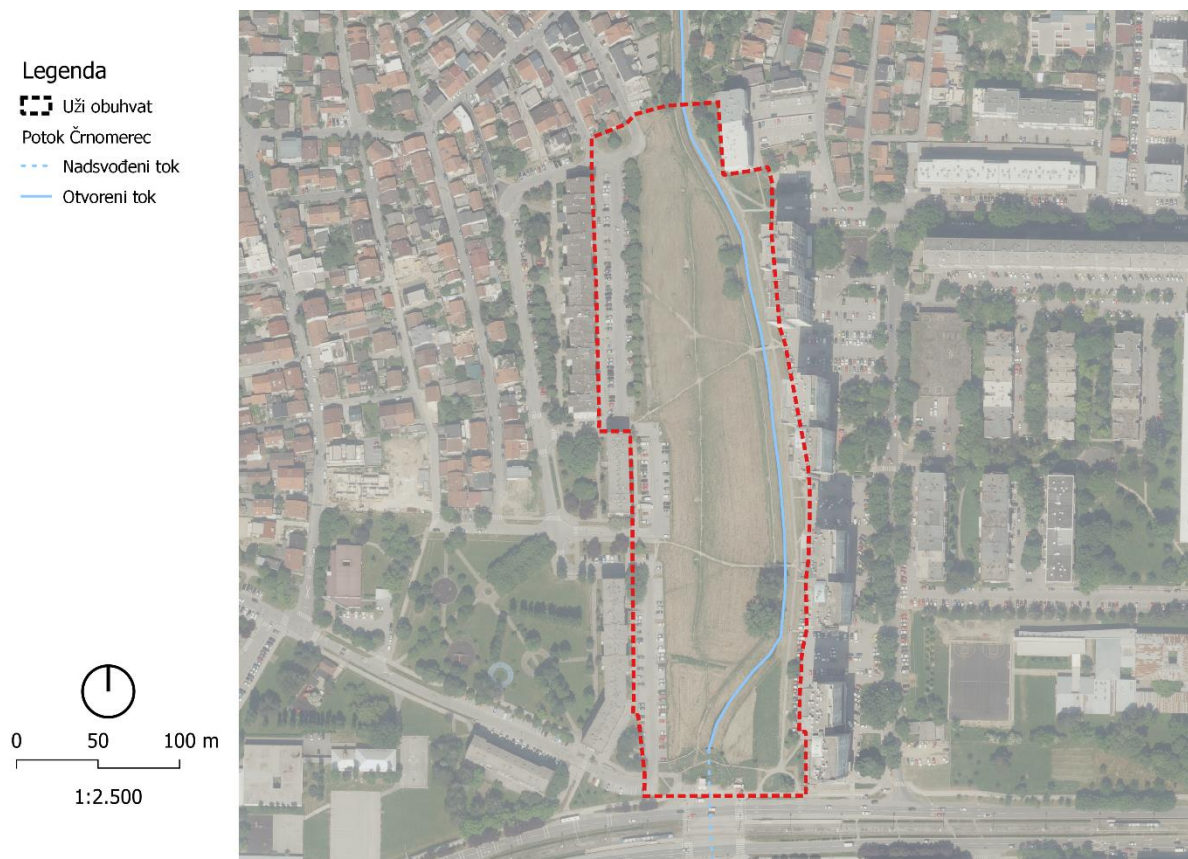 Legenda
Uži obuhvat
Potok Črnomerec
Nadsvođeni tok
Otvoreni tok
0 50 100 m
1:2.500